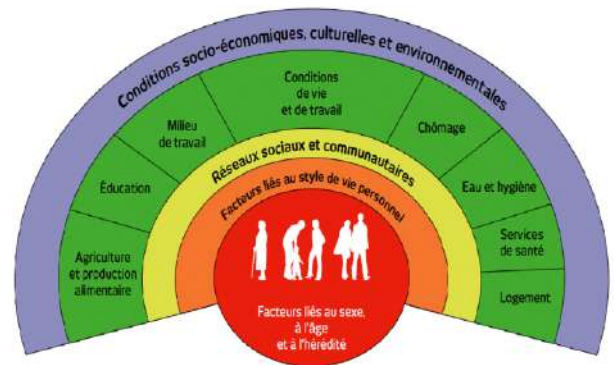 Conditions socio-économiques, culturelles et environnementales
Conditions
de vie
et de travail
Milieu
de travail
Chômage
Éducation
Eau et hygiène
Agriculture
et production
alimentaire
Services
de santé
Logement
Réseaux sociaux et communautaires
Facteurs liés au style de vie personnel
Facteurs liés au sexe,
à l'âge
et à l'hérédité